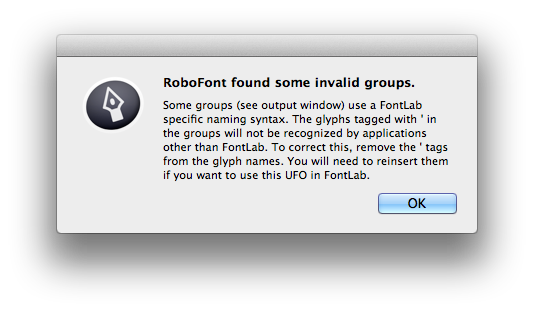 RoboFont found some invalid groups.
Some groups (see output window) use a FontLab
specific naming syntax. The glyphs tagged with ' in
the groups will not be recognized by applications
other than FontLab. To correct this, remove the ' tags
from the glyph names. You will need to reinsert them
if you want to use this UFO in FontLab.
OK